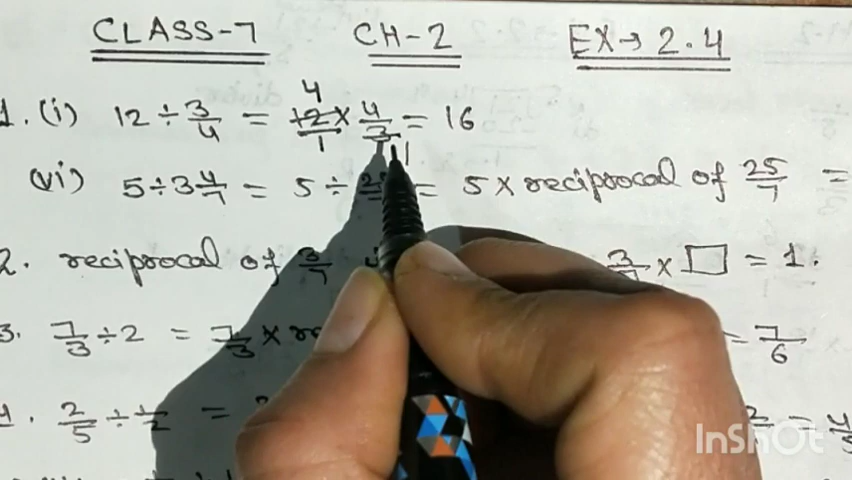 CLASS-7 CH-2 EX→2.4
1. (i) 12 ÷ 3/4 = 4 12/1 × 4/3 1 = 16
(vi) 5 ÷ 3 4/7 = 5 ÷ = 5 × reciprocal of 25/7 =
2. reciprocal of 3/7 × □ = 1.
3. 7/3 ÷ 2 = 7/3 × = 7/6
4. 2/5 ÷ 1/2 = =
InShOt